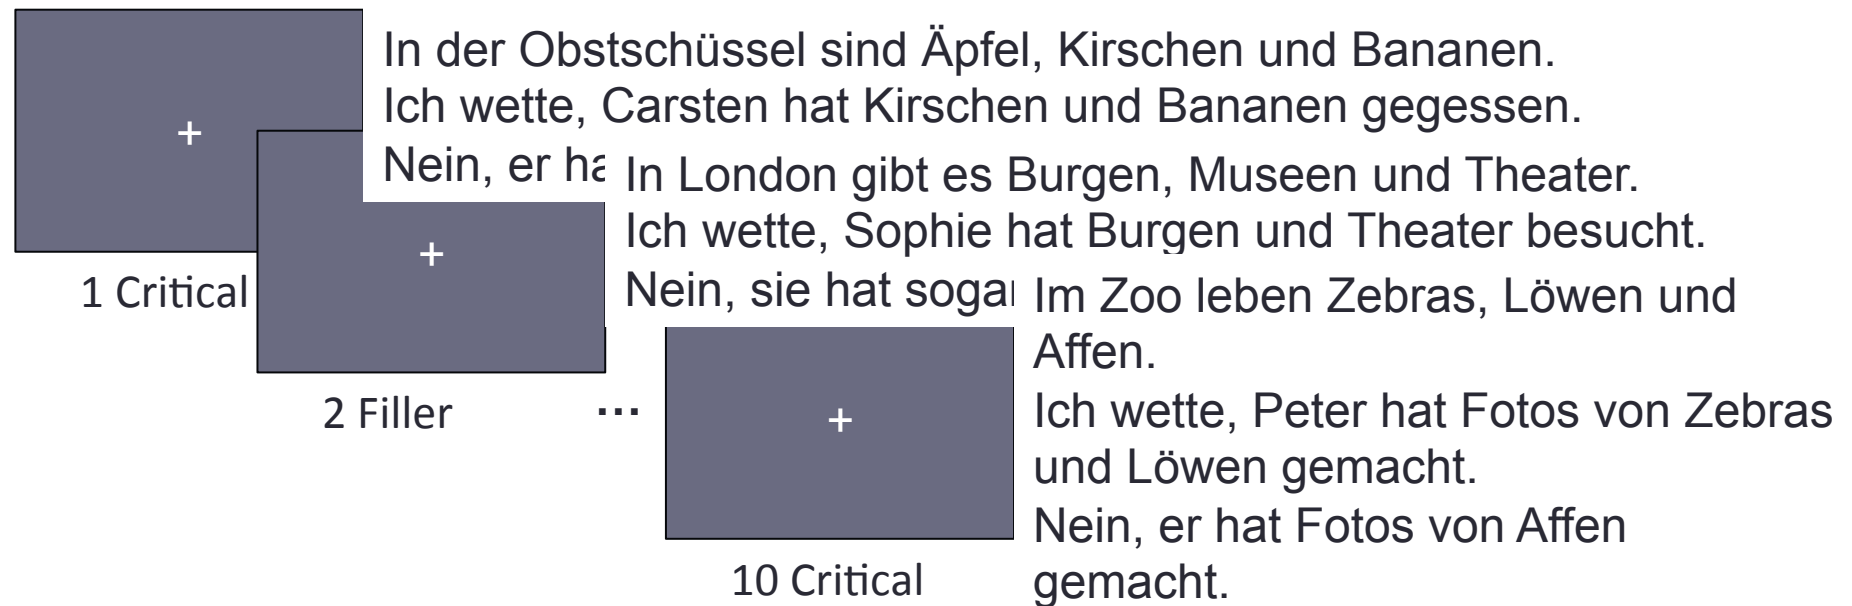 In der Obstschüssel sind Äpfel, Kirschen und Bananen.
Ich wette, Carsten hat Kirschen und Bananen gegessen.
Nein, er
1 Critical
In London gibt es Burgen, Museen und Theater.
Ich wette, Sophie hat Burgen und Theater besucht.
Nein, sie hat
2 Filler
...
Im Zoo leben Zebras, Löwen und
Affen.
Ich wette, Peter hat Fotos von Zebras
und Löwen gemacht.
Nein, er hat Fotos von Affen
gemacht.
10 Critical